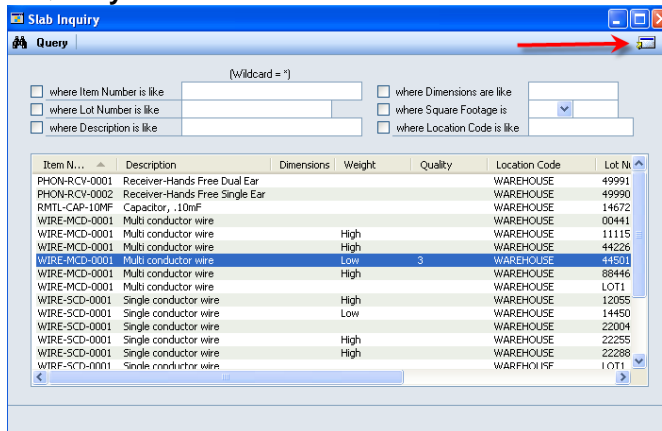 Slab Inquiry
Query
(Wildcard = *)
where Item Number is like
where Dimensions are like
where Lot Number is like
where Square Footage is
where Description is like
where Location Code is like
Item N... Description Dimensions Weight Quality Location Code Lot Nu
PHON-RCV-0001 Receiver-Hands Free Dual Ear WAREHOUSE 49991
PHON-RCV-0002 Receiver-Hands Free Single Ear WAREHOUSE 49990
RMTL-CAP-10MF Capacitor, .10mF WAREHOUSE 14672
WIRE-MCD-0001 Multi conductor wire WAREHOUSE 00441
WIRE-MCD-0001 Multi conductor wire High WAREHOUSE 11115
WIRE-MCD-0001 Multi conductor wire High WAREHOUSE 44226
WIRE-MCD-0001 Multi conductor wire Low 3 WAREHOUSE 44501
WIRE-MCD-0001 Multi conductor wire High WAREHOUSE 88446
WIRE-MCD-0001 Multi conductor wire WAREHOUSE LOT1
WIRE-SCD-0001 Single conductor wire High WAREHOUSE 12055
WIRE-SCD-0001 Single conductor wire Low WAREHOUSE 14450
WIRE-SCD-0001 Single conductor wire WAREHOUSE 22004
WIRE-SCD-0001 Single conductor wire High WAREHOUSE 22255
WIRE-SCD-0001 Single conductor wire High WAREHOUSE 22288
WIRE-SCD-0001 Single conductor wire WAREHOUSE LOT1